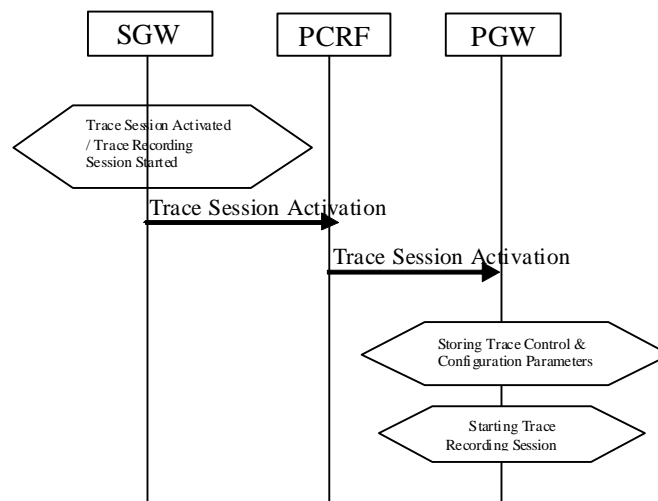 SGW
PCRF
PGW
Trace Session Activated
/ Trace Recording
Session Started
Trace Session Activation
Trace Session Activation
Storing Trace Control &
Configuration Parameters
Starting Trace
Recording Session